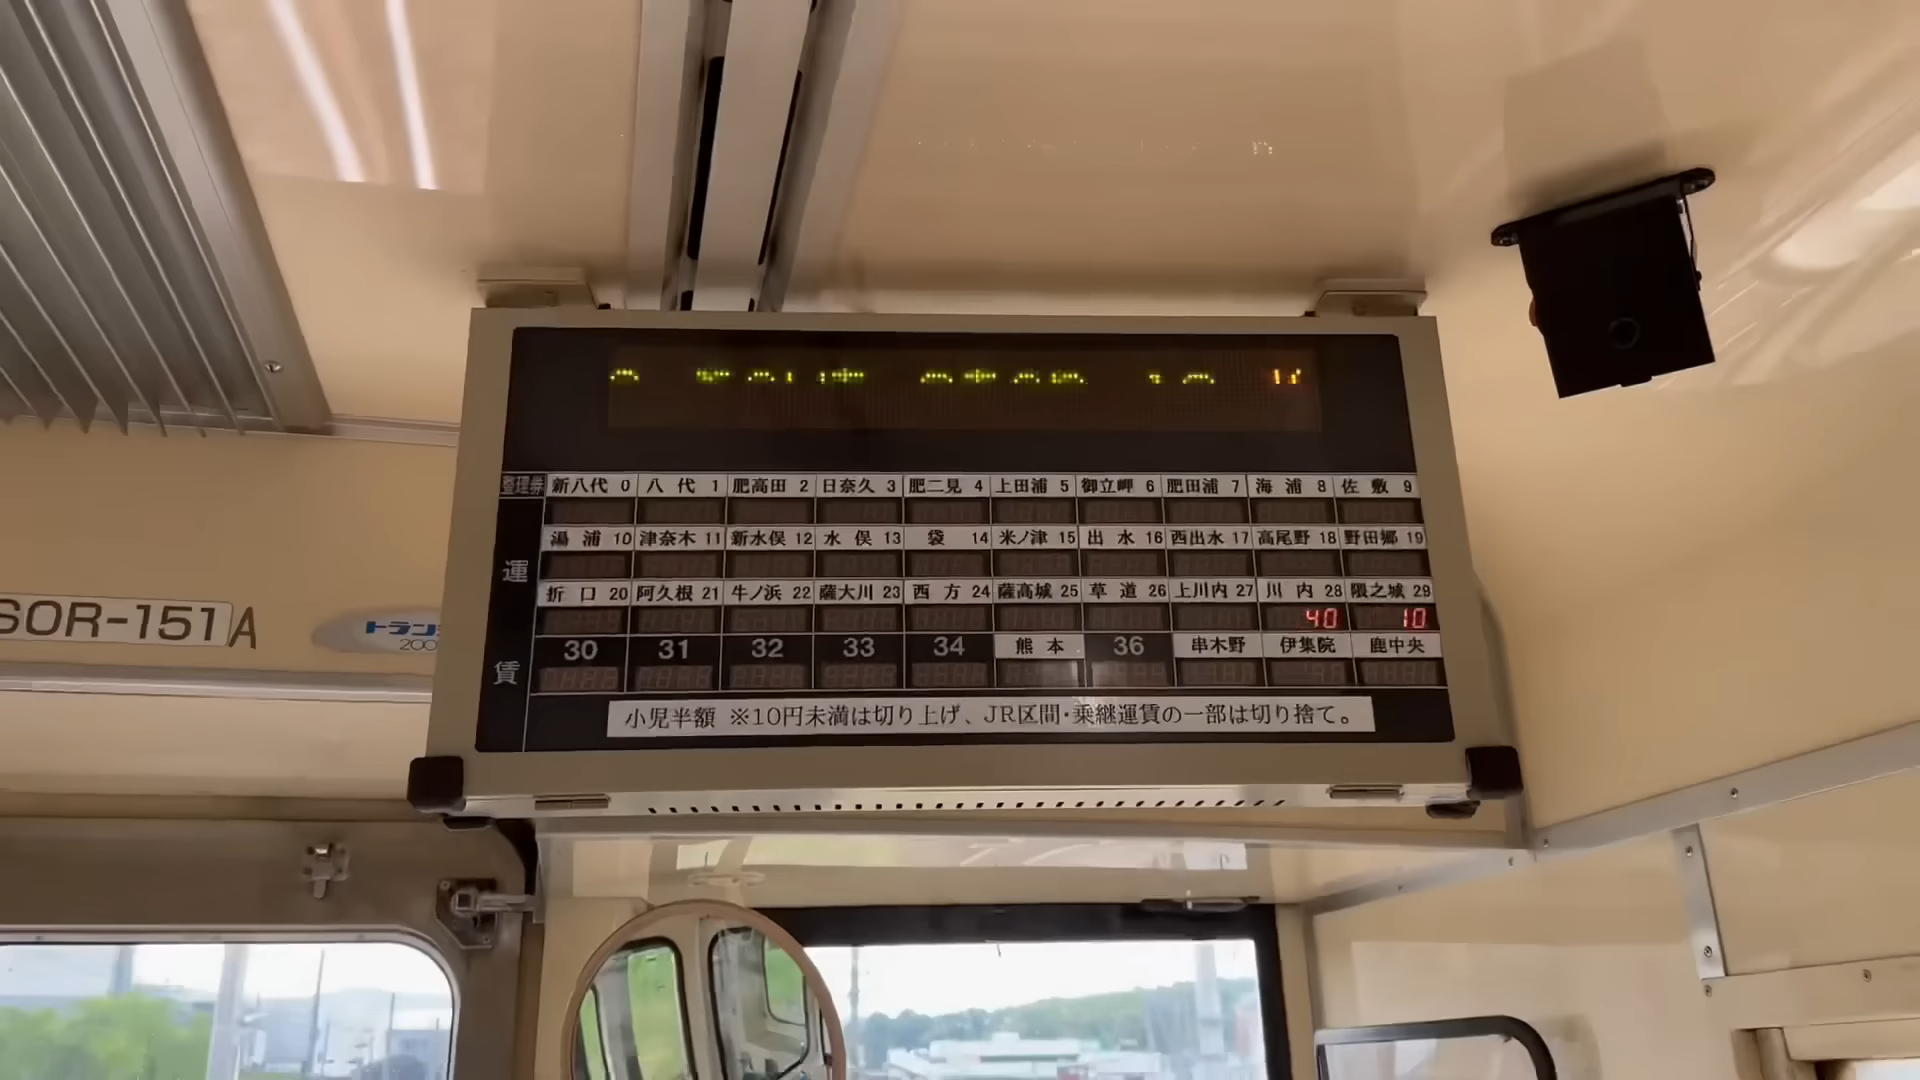 整理券 新八代 0 八代 1 肥高田 2 日奈久 3 肥二見 4 上田浦 5 御立岬 6 肥田浦 7 海浦 8 佐敷 9
湯浦 10 津奈木 11 新水俣 12 水俣 13 袋 14 米ノ津 15 出水 16 西出水 17 高尾野 18 野田郷 19
運
折口 20 阿久根 21 牛ノ浜 22 薩大川 23 西方 24 薩高城 25 草道 26 上川内 27 川内 28 隈之城 29
40 10
30 31 32 33 34 熊本 36 串木野 伊集院 鹿中央
賃
小児半額 ※10円未満は切り上げ、JR区間・乗継運賃の一部は切り捨て。
SOR-151A
トラン
200